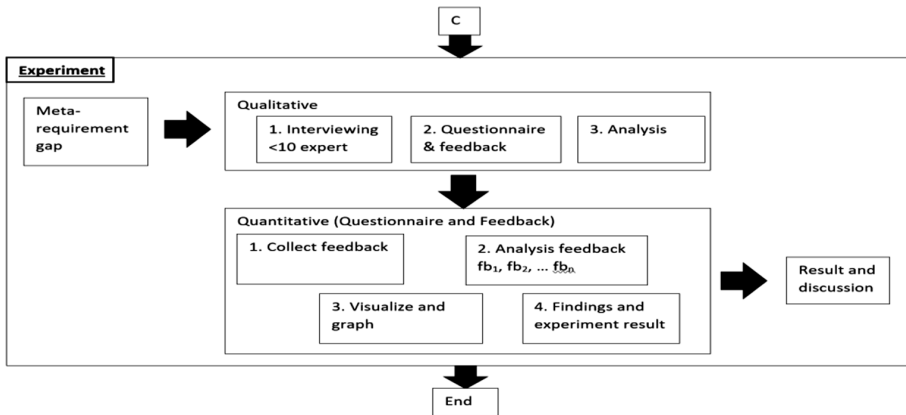 C
Experiment
Meta-
requirement
gap
Qualitative
1. Interviewing
<10 expert
2. Questionnaire
& feedback
3. Analysis
Quantitative (Questionnaire and Feedback)
1. Collect feedback
2. Analysis feedback
fb₁, fb₂, ... fbₙ
3. Visualize and
graph
4. Findings and
experiment result
Result and
discussion
End